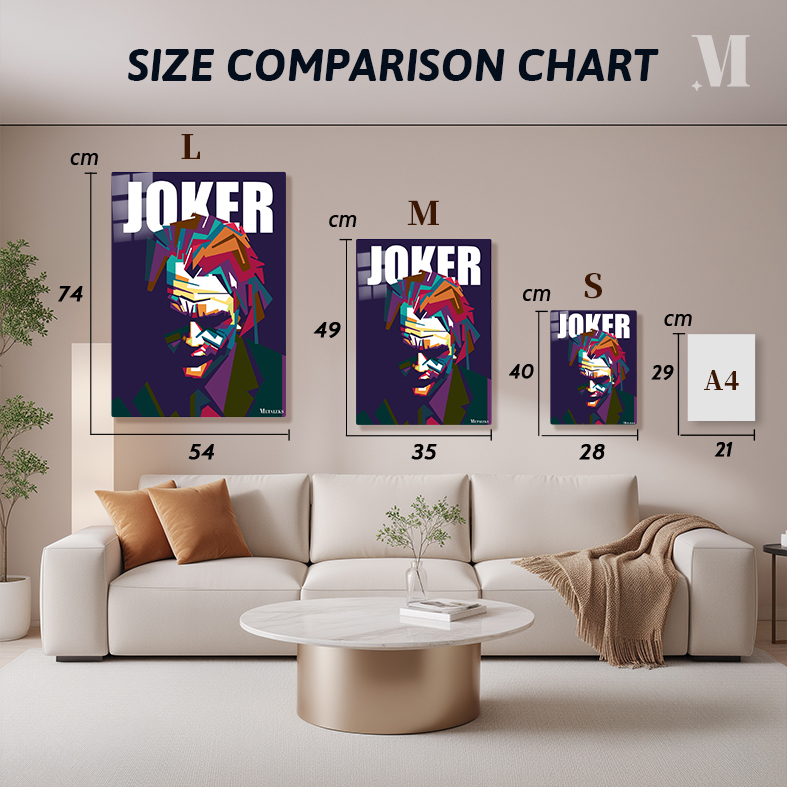 SIZE COMPARISON CHART
M
L
cm
JOKER
74
METALUXS
54
M
cm
JOKER
49
35
S
cm
JOKER
40
28
cm
29
A4
21